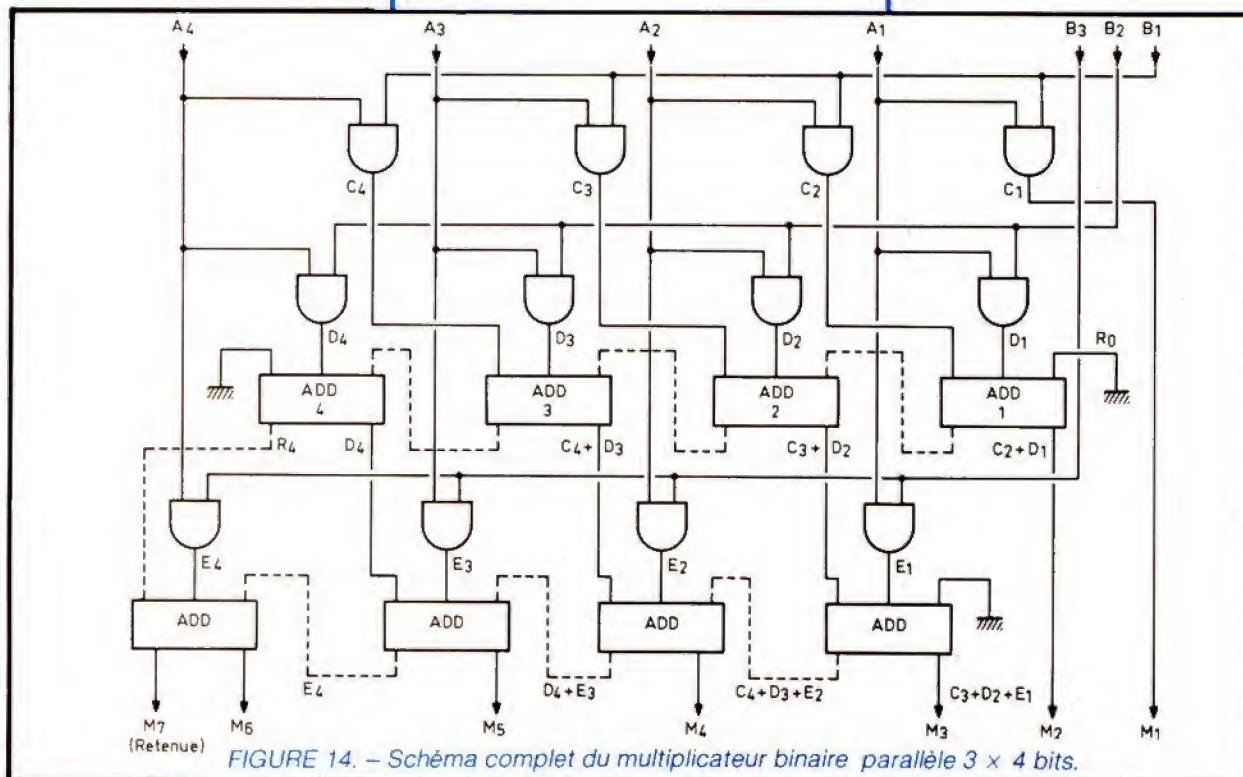 A4 A3 A2 A1 B3 B2 B1
C4 C3 C2 C1
D4 D3 D2 D1 R0
ADD 4 ADD 3 ADD 2 ADD 1
R4 D4 C4+ D3 C3+ D2 C2+D1
E4 E3 E2 E1
ADD ADD ADD ADD
E4 D4+E3 C4+D3+E2 C3+D2+E1
M7 M6 M5 M4 M3 M2 M1
(Retenue)
FIGURE 14. – Schéma complet du multiplicateur binaire parallèle 3 × 4 bits.